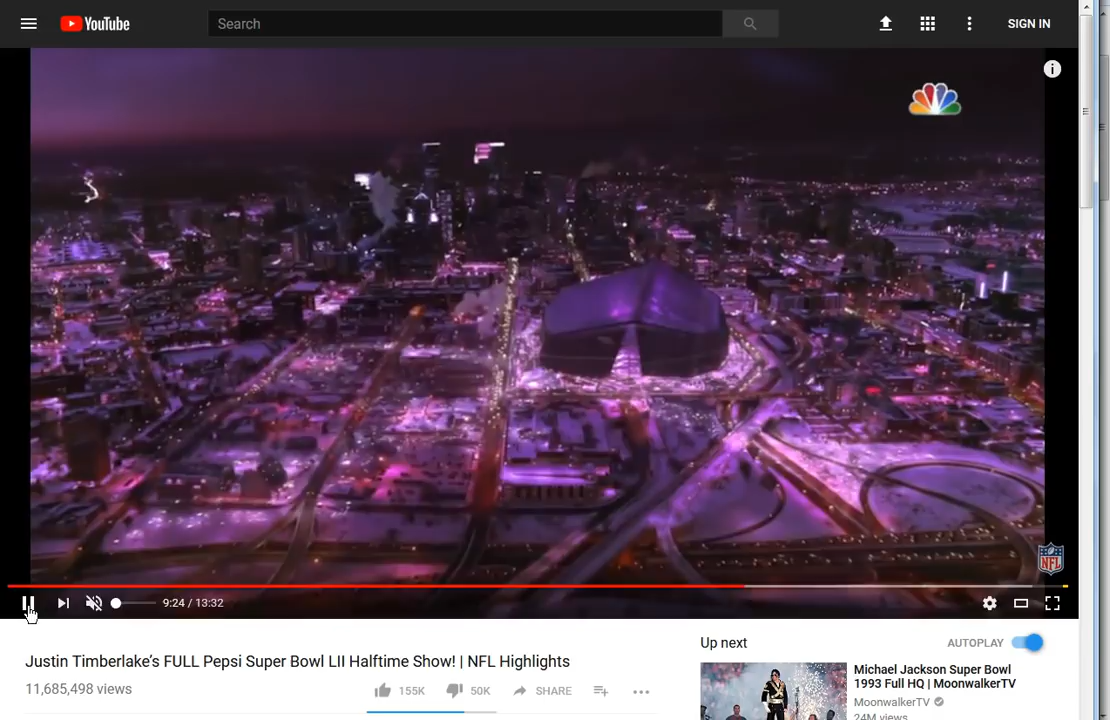 YouTube
Search
SIGN IN
i
NFL
9:24 / 13:32
Up next
AUTOPLAY
Justin Timberlake's FULL Pepsi Super Bowl LII Halftime Show! | NFL Highlights
11,685,498 views
155K
50K
SHARE
Michael Jackson Super Bowl
1993 Full HQ | MoonwalkerTV
MoonwalkerTV
24M views